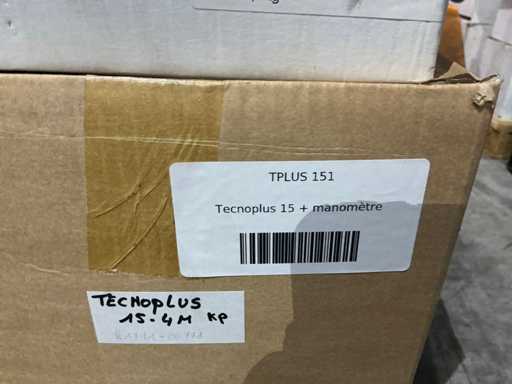 TPLUS 151
Tecnoplus 15 + manomètre
TECNOPLUS
15.4M KP